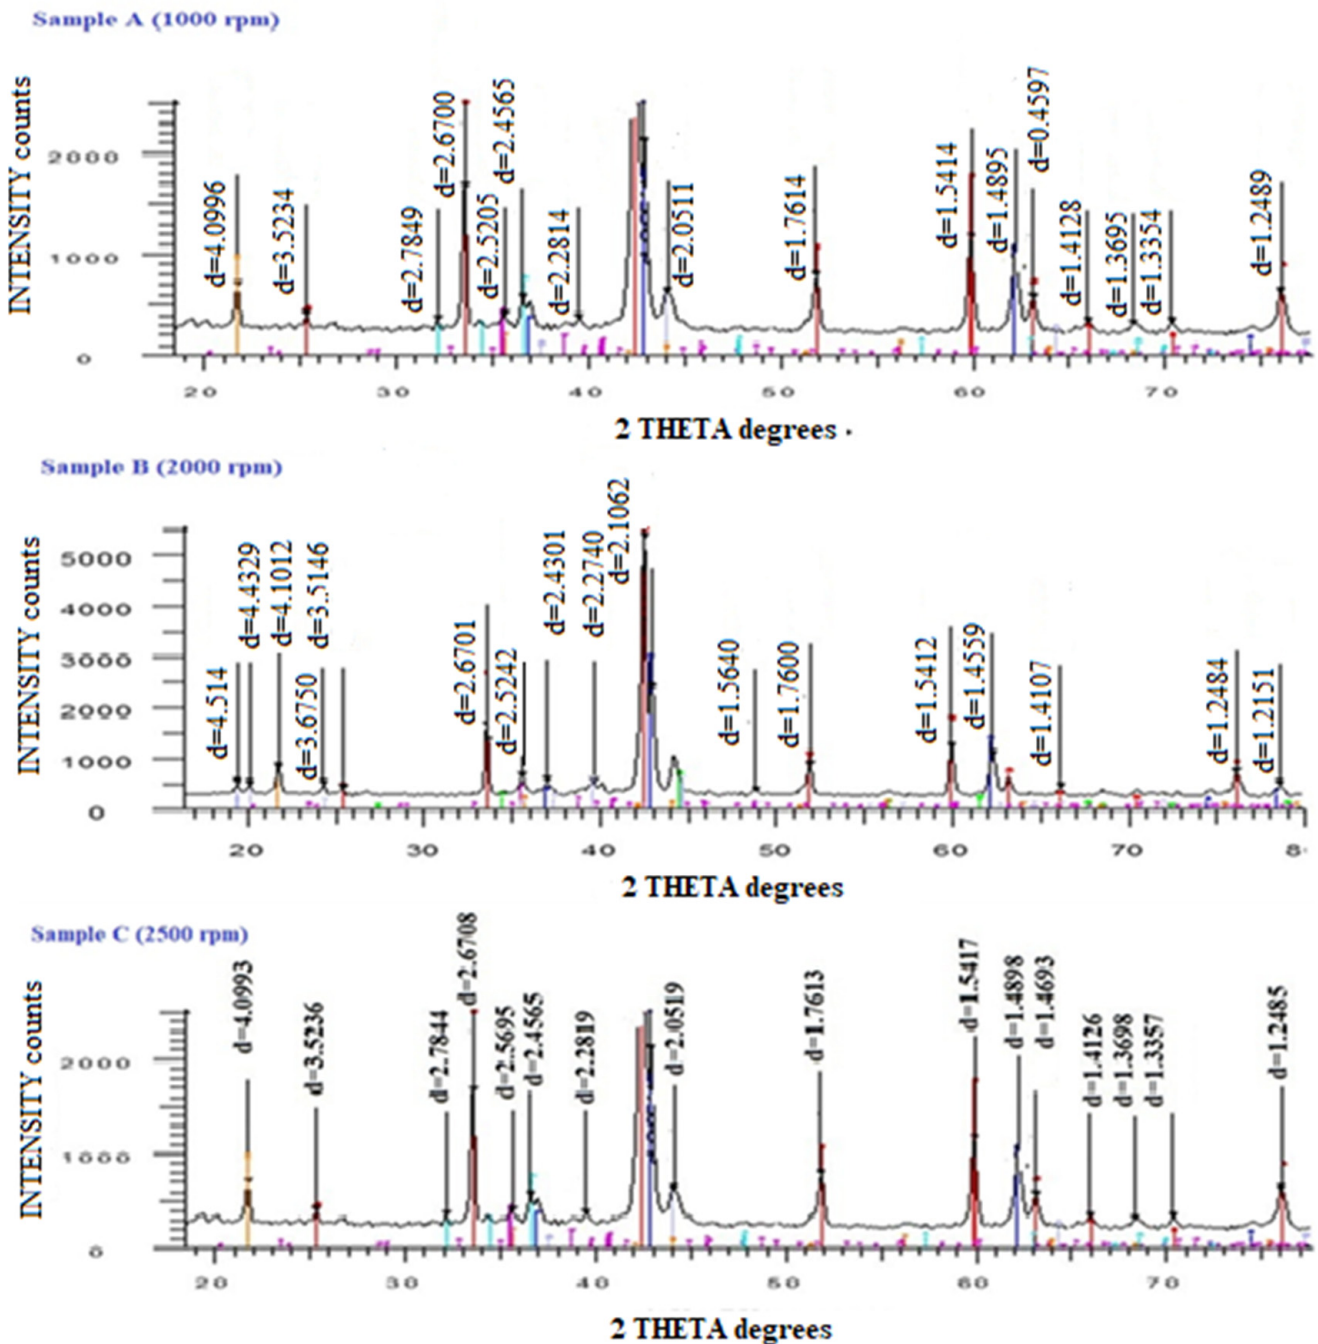 Sample A (1000 rpm)
INTENSITY counts
2000
1000
0
d=4.0996
d=3.5234
d=2.7849
d=2.6700
d=2.5205
d=2.4565
d=2.2814
d=2.0511
d=1.7614
d=1.5414
d=1.4895
d=0.4597
d=1.4128
d=1.3695
d=1.3354
d=1.2489
20 30 40 50 60 70
2 THETA degrees
Sample B (2000 rpm)
INTENSITY counts
5000
4000
3000
2000
1000
0
d=4.514
d=4.4329
d=4.1012
d=3.6750
d=3.5146
d=2.6701
d=2.5242
d=2.4301
d=2.2740
d=2.1062
d=1.5640
d=1.7600
d=1.5412
d=1.4559
d=1.4107
d=1.2484
d=1.2151
20 30 40 50 60 70 8
2 THETA degrees
Sample C (2500 rpm)
INTENSITY counts
2000
1000
0
d=4.0993
d=3.5236
d=2.7844
d=2.6708
d=2.5695
d=2.4565
d=2.2819
d=2.0519
d=1.7613
d=1.5417
d=1.4898
d=1.4693
d=1.4126
d=1.3698
d=1.3357
d=1.2485
20 30 40 50 60 70
2 THETA degrees